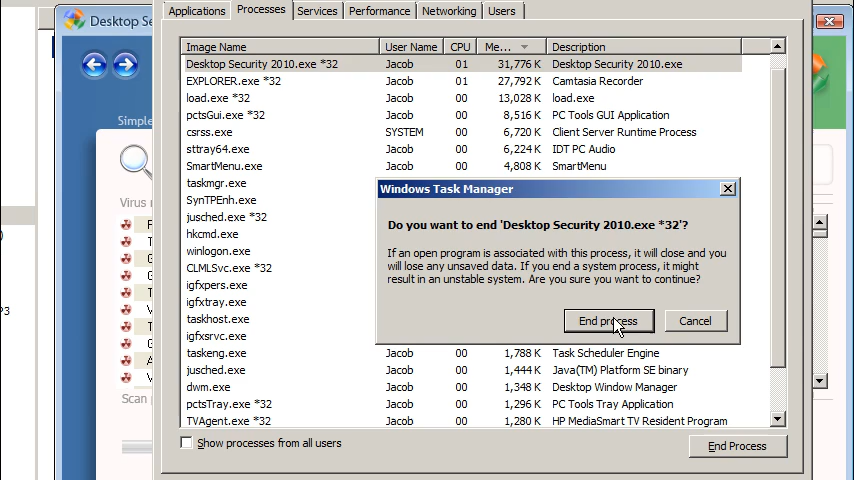 Desktop Sec
Applications
Processes
Services
Performance
Networking
Users
Image Name
User Name
CPU
Me...
Description
Desktop Security 2010.exe *32 Jacob 01 31,776 K Desktop Security 2010.exe
EXPLORER.exe *32 Jacob 01 27,792 K Camtasia Recorder
load.exe *32 Jacob 00 13,028 K load.exe
pctsGui.exe *32 Jacob 00 8,516 K PC Tools GUI Application
csrss.exe SYSTEM 00 6,720 K Client Server Runtime Process
sttray64.exe Jacob 00 6,224 K IDT PC Audio
SmartMenu.exe Jacob 00 4,808 K SmartMenu
taskmgr.exe
SynTPEnh.exe
jusched.exe *32
hkcmd.exe
winlogon.exe
CLMLSvc.exe *32
igfxpers.exe
igfxtray.exe
taskhost.exe
igfxsrvc.exe
taskeng.exe Jacob 00 1,788 K Task Scheduler Engine
jusched.exe Jacob 00 1,444 K Java(TM) Platform SE binary
dwm.exe Jacob 00 1,348 K Desktop Window Manager
pctsTray.exe *32 Jacob 00 1,296 K PC Tools Tray Application
TVAgent.exe *32 Jacob 00 1,280 K HP MediaSmart TV Resident Program
Show processes from all users
End Process
Windows Task Manager
Do you want to end 'Desktop Security 2010.exe *32'?
If an open program is associated with this process, it will close and you
will lose any unsaved data. If you end a system process, it might
result in an unstable system. Are you sure you want to continue?
End process
Cancel
Simple
Virus n
Scan p
P3